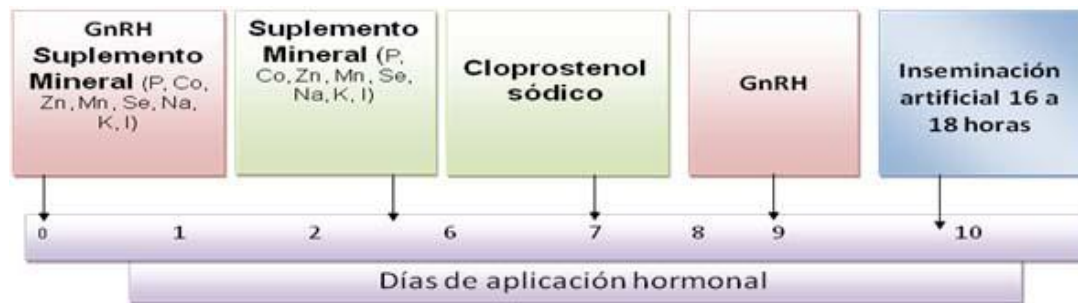 GnRH
Suplemento
Mineral (P, Co,
Zn, Mn, Se, Na,
K, I)
Suplemento
Mineral (P,
Co, Zn, Mn, Se,
Na, K, I)
Cloprostenol
sódico
GnRH
Inseminación
artificial 16 a
18 horas
0 1 2 6 7 8 9 10
Días de aplicación hormonal